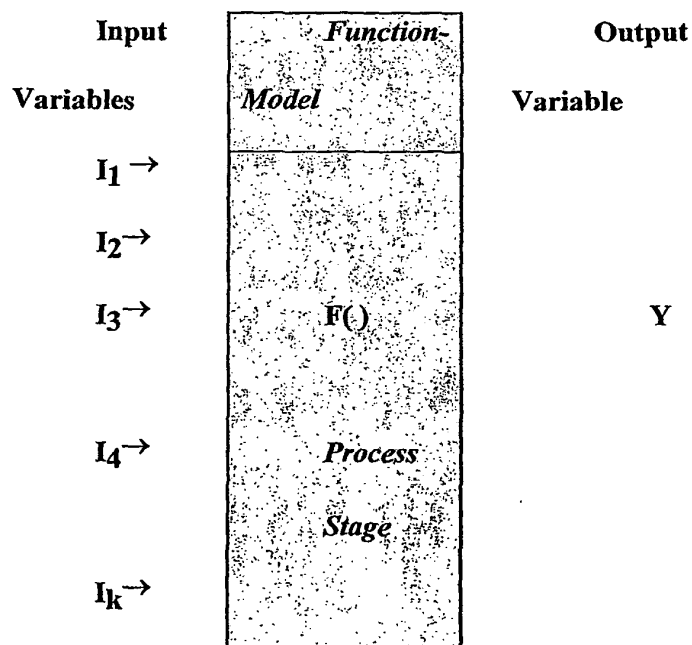 Input Function- Output
Variables Model Variable
I1 →
I2 →
I3 → F( ) Y
I4 → Process
Stage
Ik →